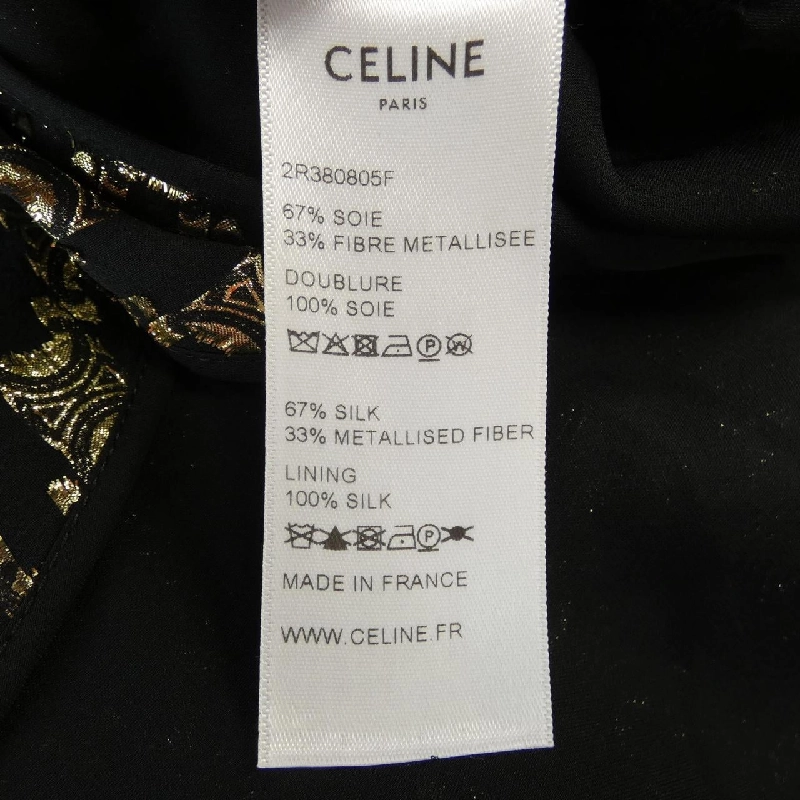 CELINE
PARIS
2R380805F
67% SOIE
33% FIBRE METALLISEE
DOUBLURE
100% SOIE
P W
67% SILK
33% METALLISED FIBER
LINING
100% SILK
P
MADE IN FRANCE
WWW.CELINE.FR